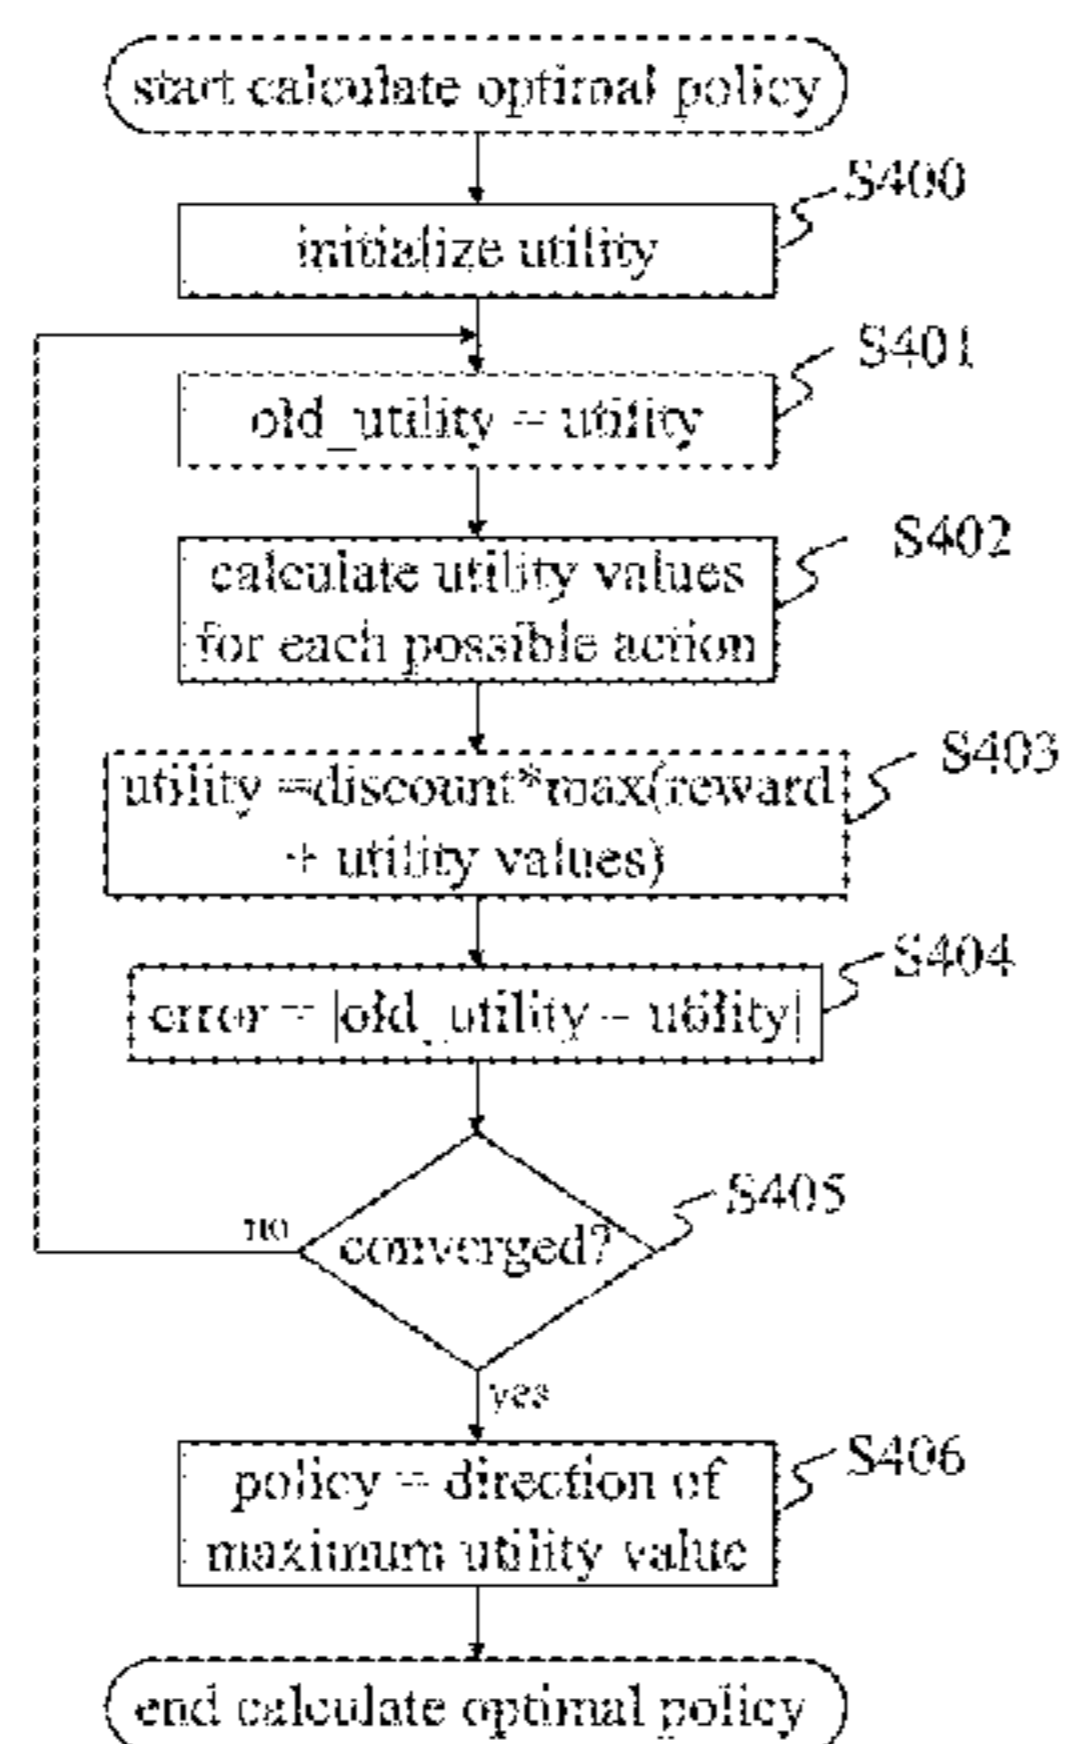 start calculate optimal policy
S400
initialize utility
S401
old_utility = utility
S402
calculate utility values
for each possible action
S403
utility =discount*max(reward
+ utility values)
S404
error = |old_utility - utility|
S405
no
converged?
yes
S406
policy = direction of
maximum utility value
end calculate optimal policy